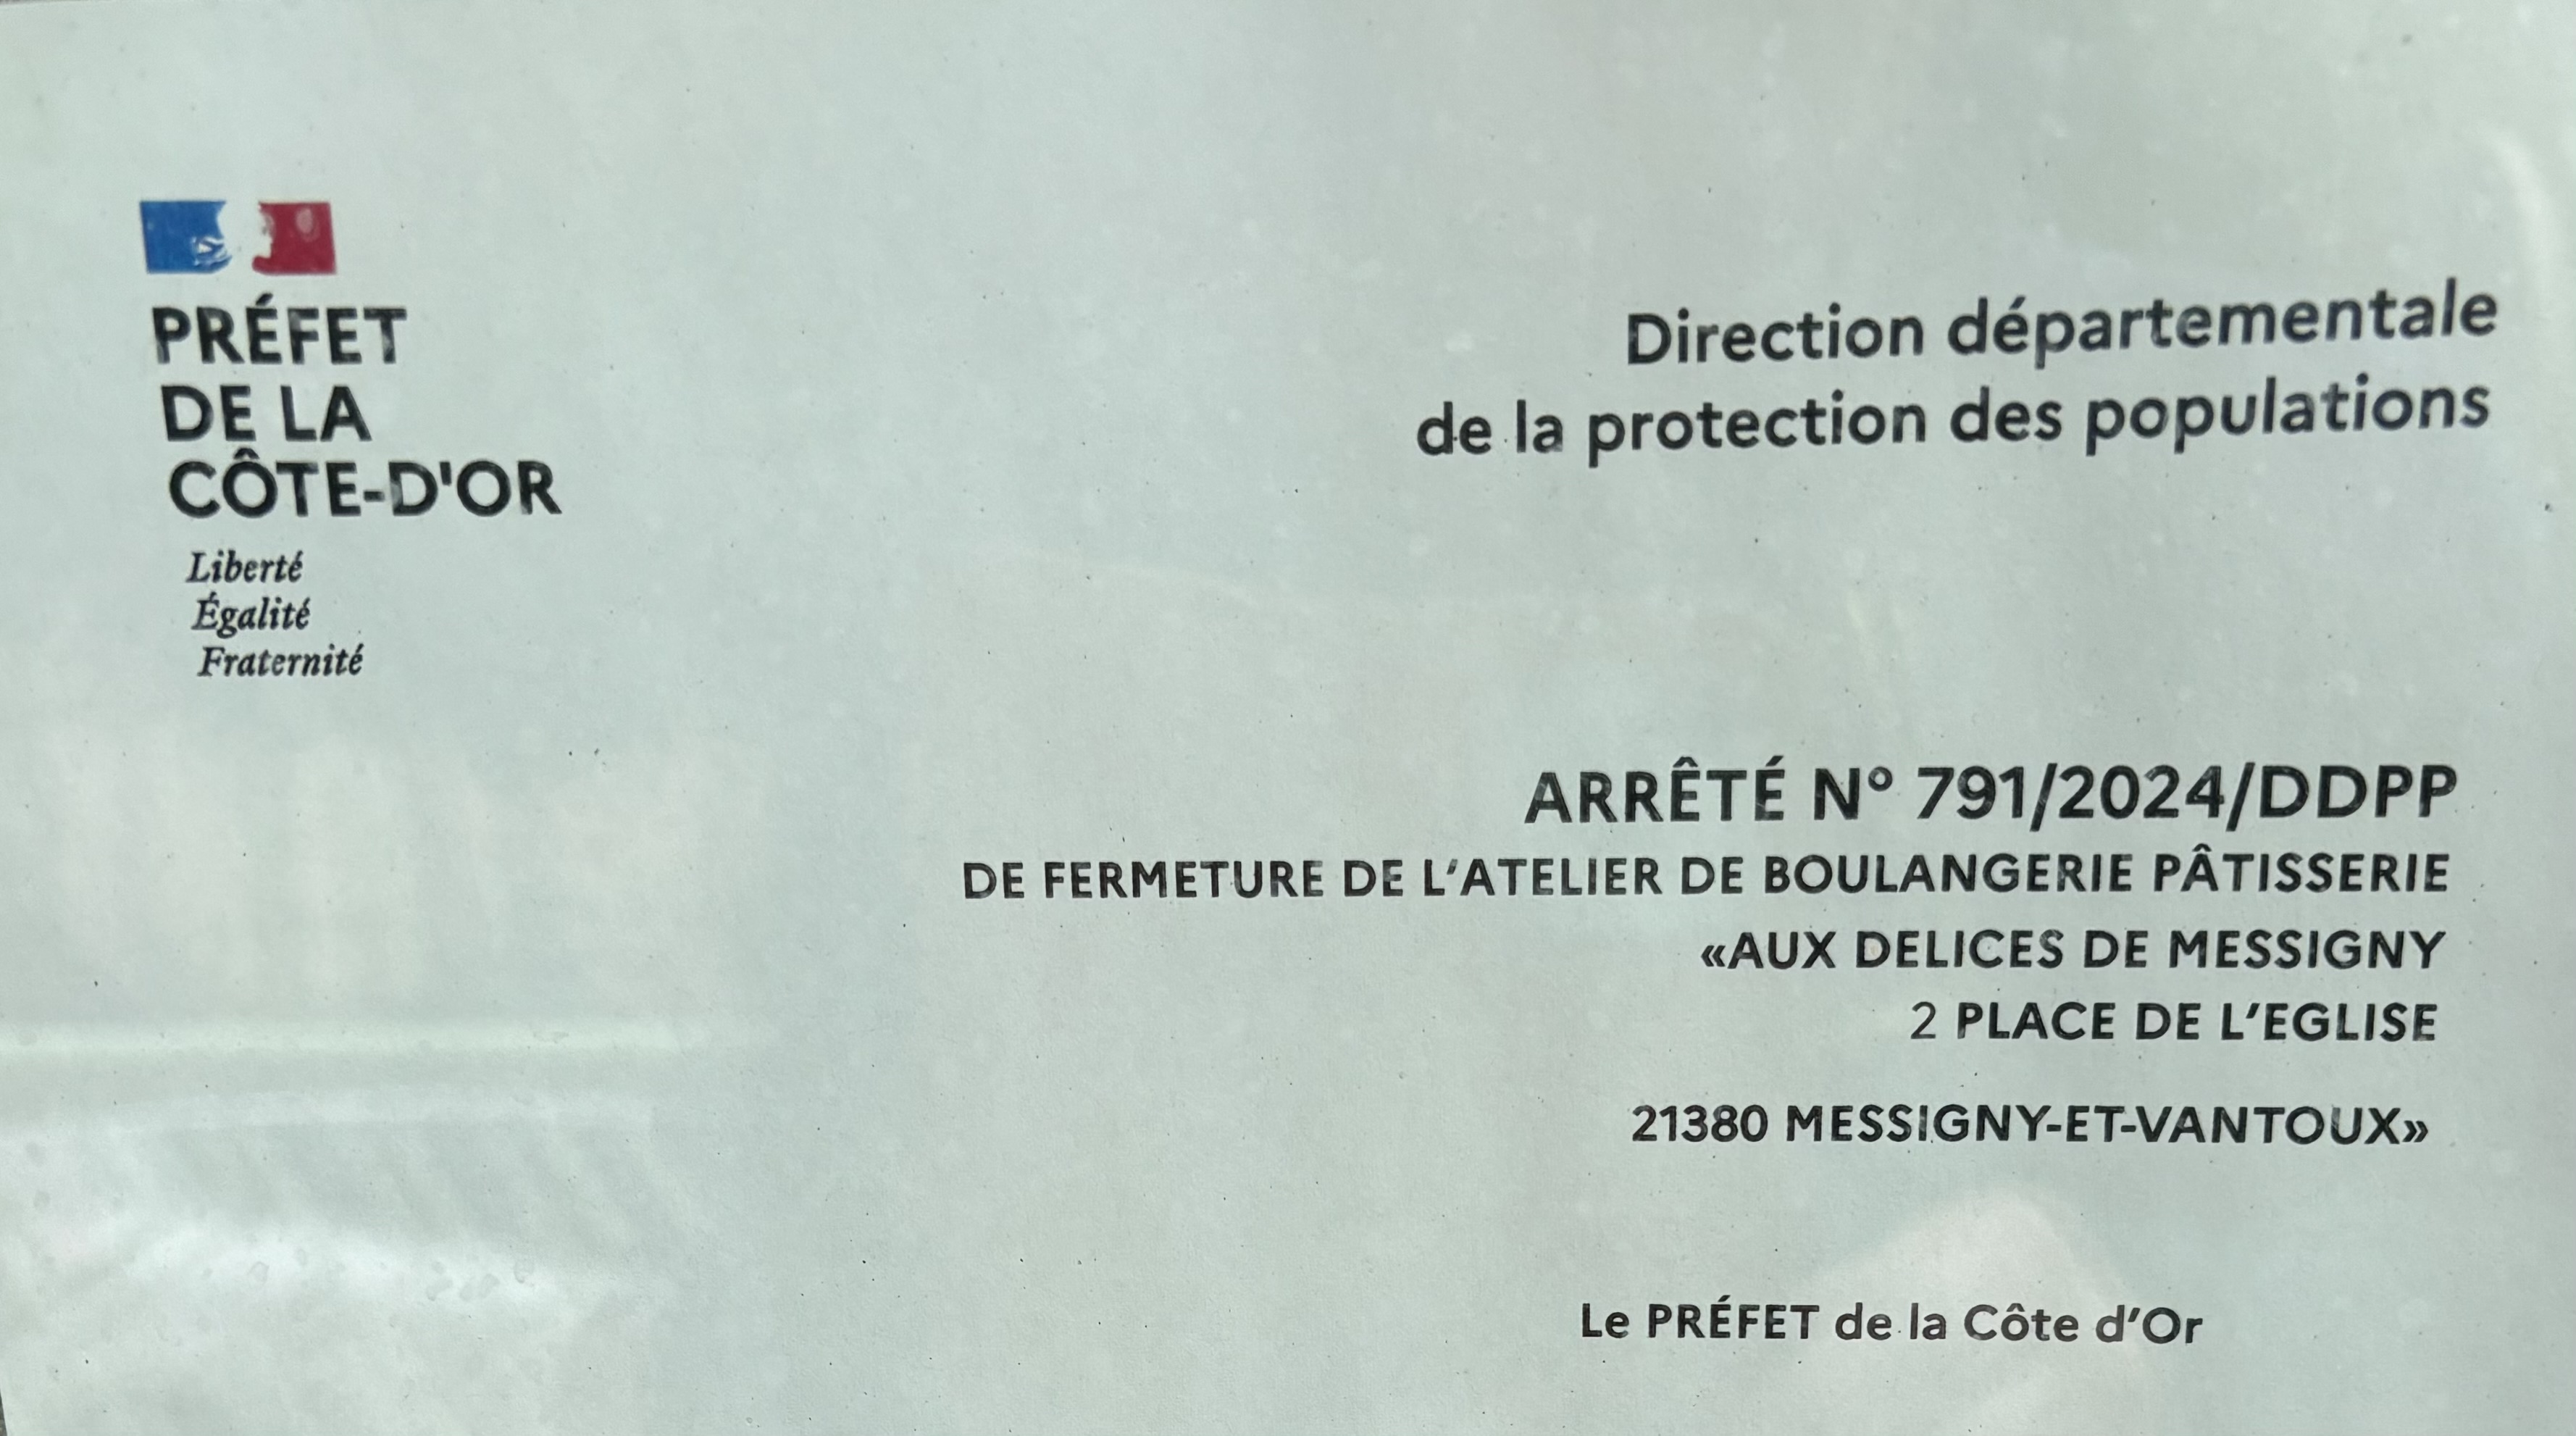 PRÉFET
DE LA
CÔTE-D'OR
Liberté
Égalité
Fraternité
Direction départementale
de la protection des populations
ARRÊTÉ N° 791/2024/DDPP
DE FERMETURE DE L’ATELIER DE BOULANGERIE PÂTISSERIE
«AUX DELICES DE MESSIGNY
2 PLACE DE L’EGLISE
21380 MESSIGNY-ET-VANTOUX»
Le PRÉFET de la Côte d’Or